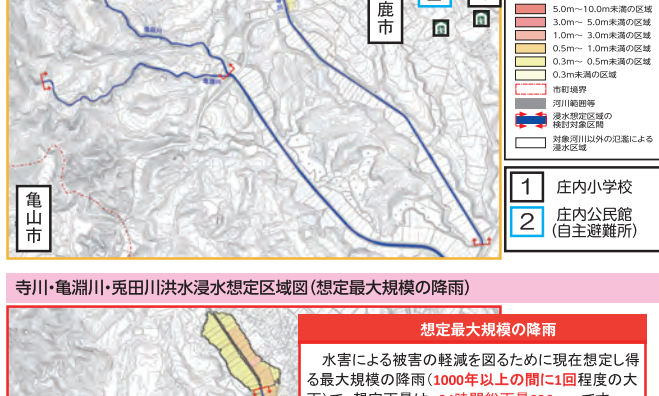 鹿市
5.0m～10.0m未満の区域
3.0m～ 5.0m未満の区域
1.0m～ 3.0m未満の区域
0.5m～ 1.0m未満の区域
0.3m～ 0.5m未満の区域
0.3m未満の区域
市町境界
河川範囲等
浸水想定区域の
検討対象区間
対象河川以外の氾濫による
浸水区域
亀山市
1 庄内小学校
2 庄内公民館
(自主避難所)
寺川・亀淵川・兎田川洪水浸水想定区域図(想定最大規模の降雨)
想定最大規模の降雨
水害による被害の軽減を図るために現在想定し得
る最大規模の降雨(1000年以上の間に1回程度の大